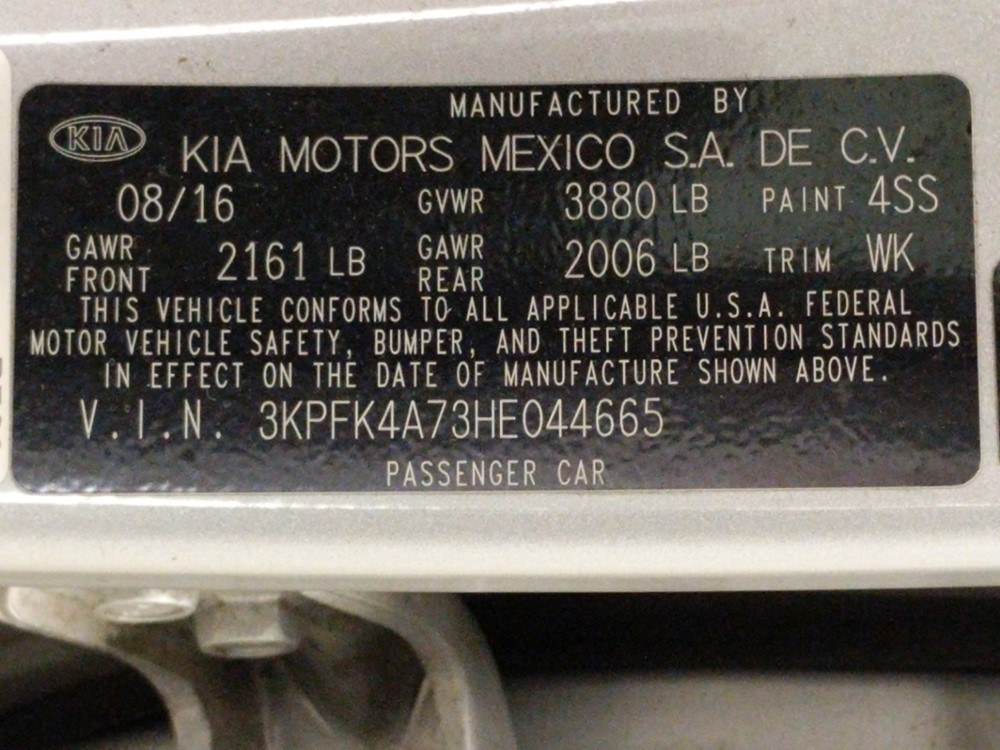 MANUFACTURED BY
KIA
KIA MOTORS MEXICO S.A. DE C.V.
08/16 GVWR 3880 LB PAINT 4SS
GAWR FRONT 2161 LB GAWR REAR 2006 LB TRIM WK
THIS VEHICLE CONFORMS TO ALL APPLICABLE U.S.A. FEDERAL
MOTOR VEHICLE SAFETY, BUMPER, AND THEFT PREVENTION STANDARDS
IN EFFECT ON THE DATE OF MANUFACTURE SHOWN ABOVE.
V.I.N. 3KPFK4A73HE044665
PASSENGER CAR